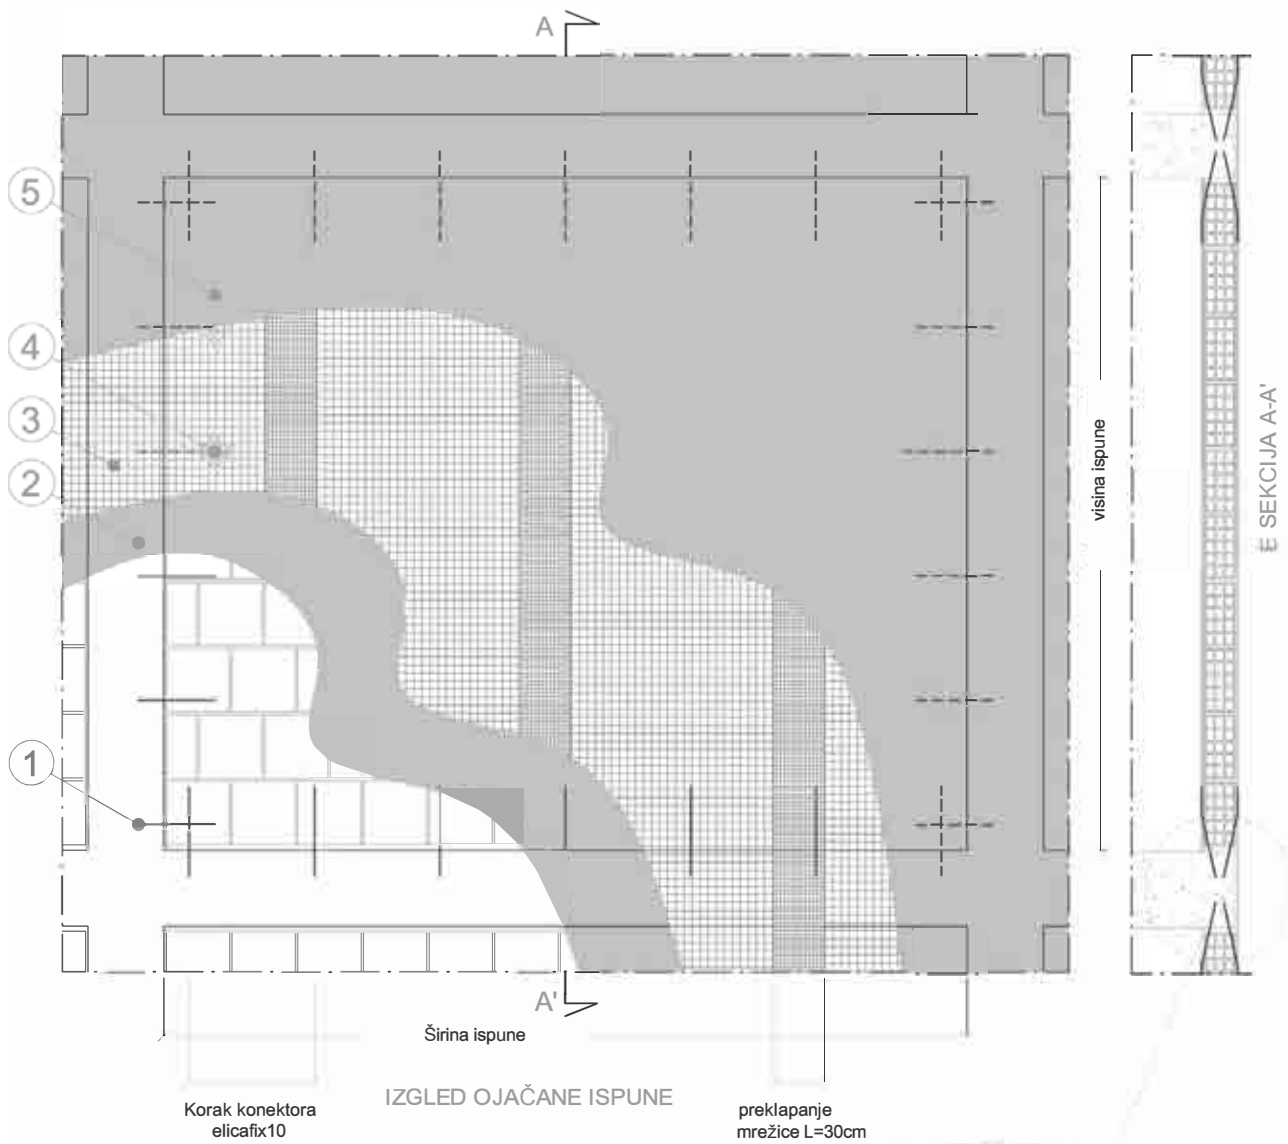 A
5
4
3
2
1
visina ispune
E SEKCIJA A-A'
A'
Širina ispune
IZGLED OJAČANE ISPUNE
Korak konektora
elicafix10
preklapanje
mrežice L=30cm